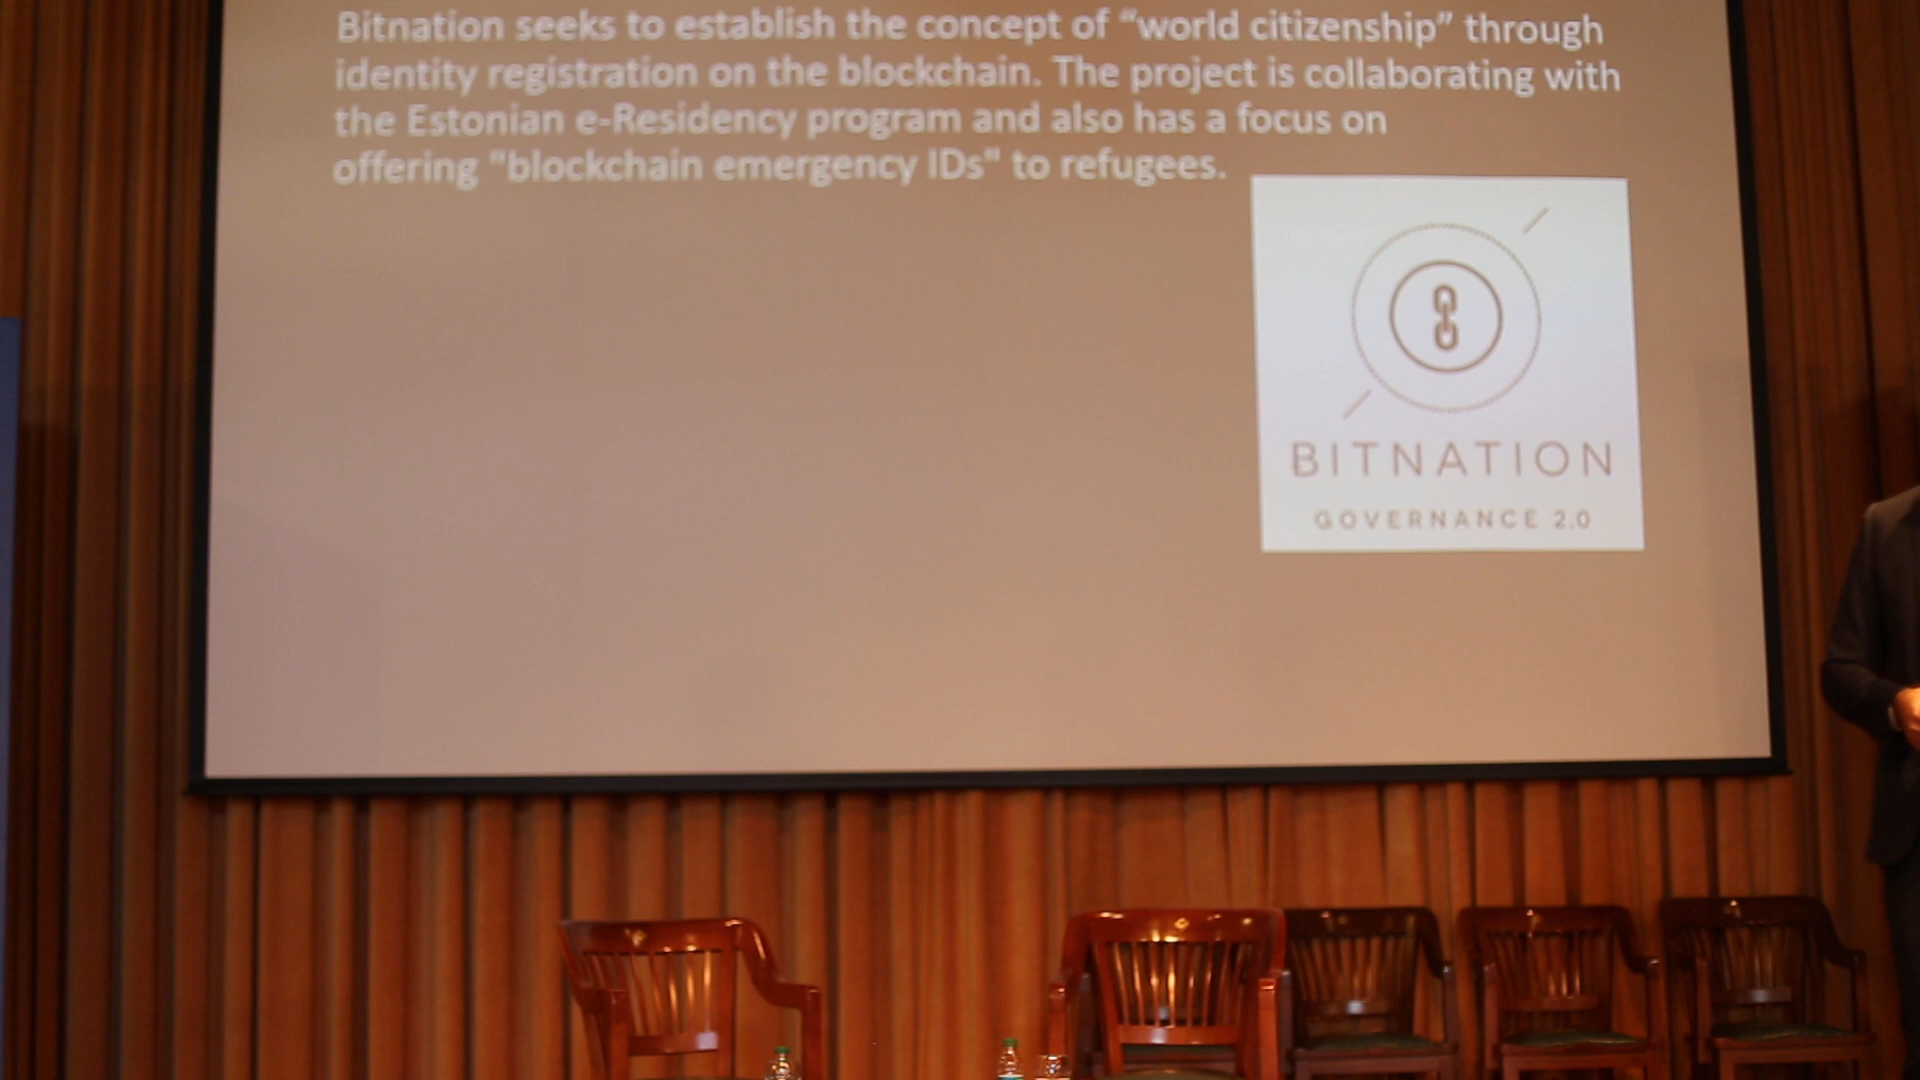 Bitnation seeks to establish the concept of “world citizenship” through
identity registration on the blockchain. The project is collaborating with
the Estonian e-Residency program and also has a focus on
offering "blockchain emergency IDs" to refugees.
BITNATION
GOVERNANCE 2.0